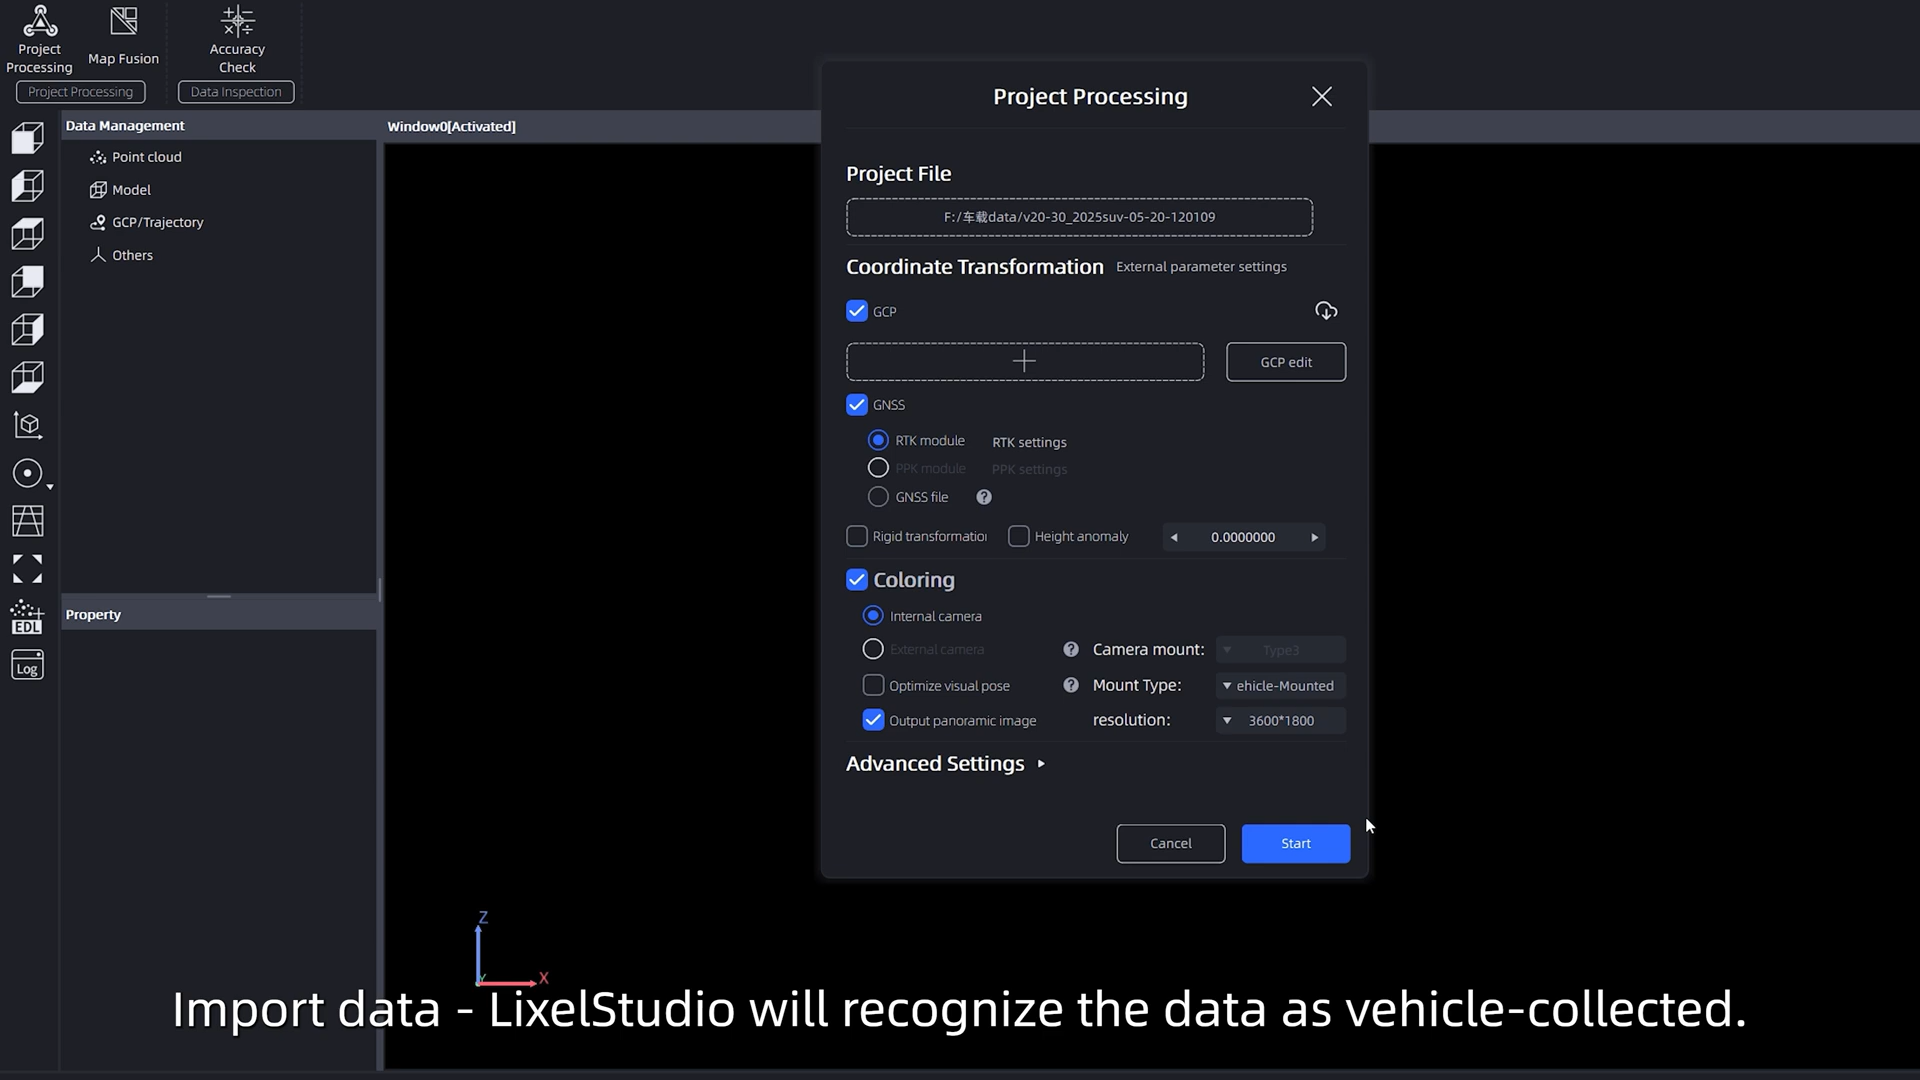 Project
Processing
Map Fusion
Accuracy
Check
Project Processing
Data Inspection
Data Management
Point cloud
Model
GCP/Trajectory
Others
Property
EDL
Log
Window0[Activated]
Project Processing
Project File
F:/车载data/v20-30_2025suv-05-20-120109
Coordinate Transformation External parameter settings
GCP
GCP edit
GNSS
RTK module RTK settings
PPK module PPK settings
GNSS file ?
Rigid transformation Height anomaly 0.0000000
Coloring
Internal camera
External camera ? Camera mount: Type3
Optimize visual pose ? Mount Type: ehicle-Mounted
Output panoramic image resolution: 3600*1800
Advanced Settings
Cancel Start
Z
Y
X
Import data - LixelStudio will recognize the data as vehicle-collected.